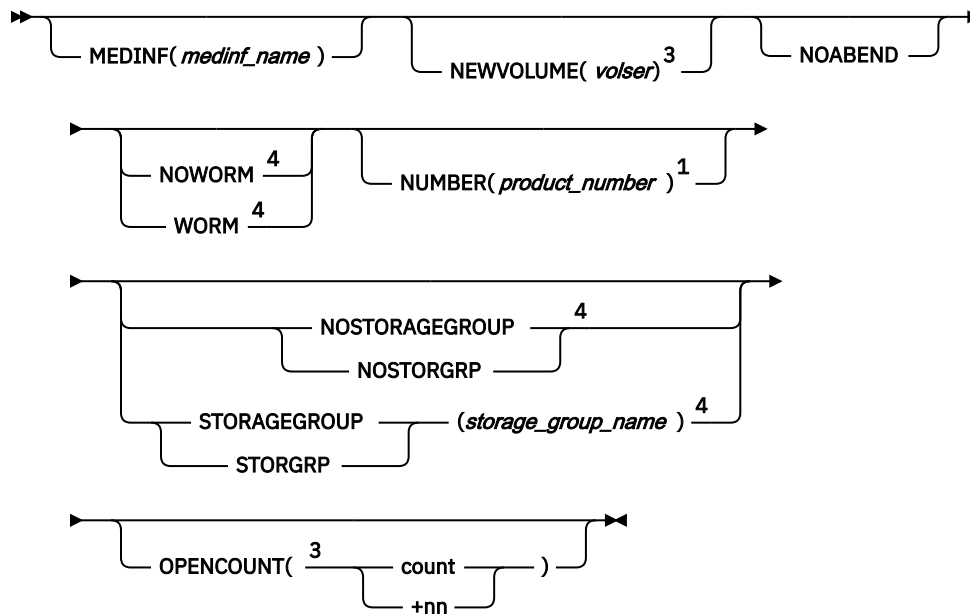 MEDINF( medinf_name )
NEWVOLUME( volser) 3
NOABEND
NOWORM 4
WORM 4
NUMBER( product_number ) 1
NOSTORAGEGROUP 4
NOSTORGRP
STORAGEGROUP (storage_group_name ) 4
STORGRP
OPENCOUNT( 3 count )
+nn